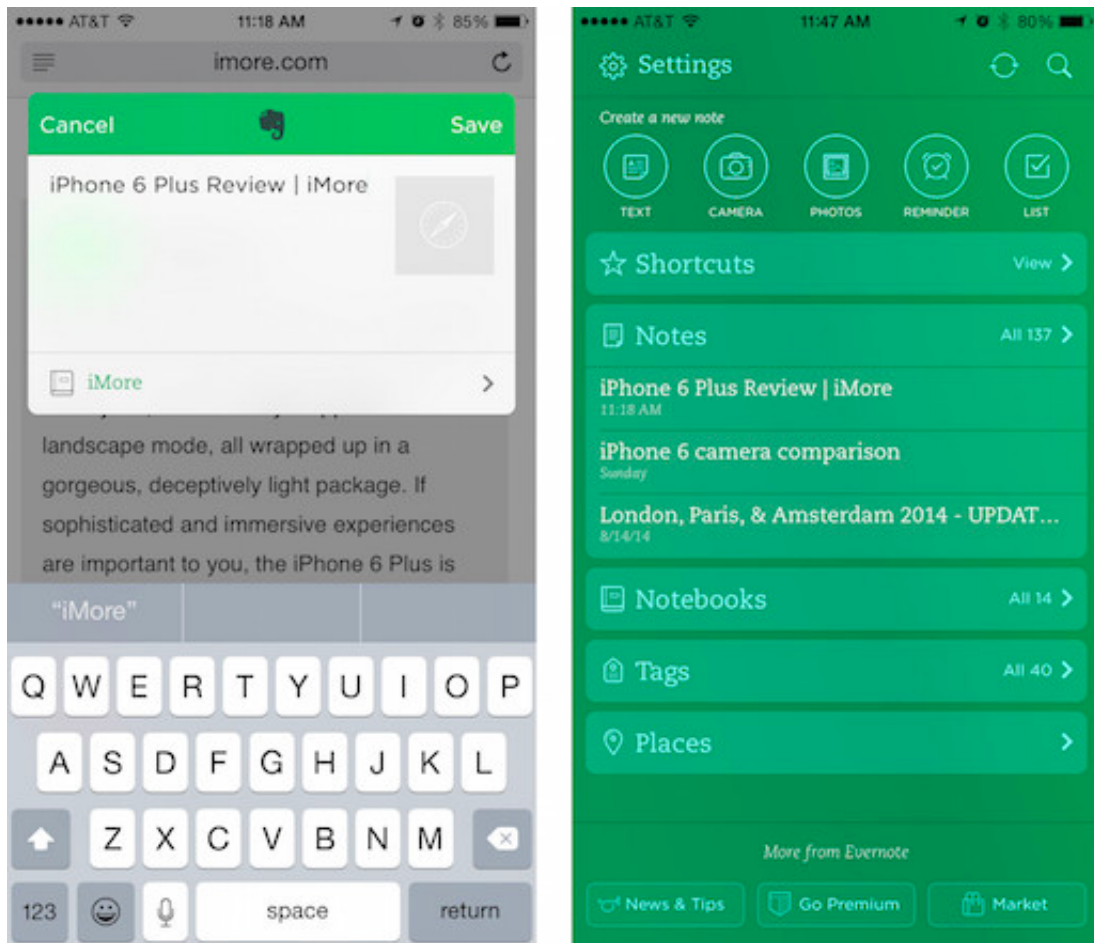 AT&T 11:18 AM 85%
imore.com
Cancel Save
iPhone 6 Plus Review | iMore
iMore
landscape mode, all wrapped up in a
gorgeous, deceptively light package. If
sophisticated and immersive experiences
are important to you, the iPhone 6 Plus is
“iMore”
Q W E R T Y U I O P
A S D F G H J K L
Z X C V B N M
123 space return
AT&T 11:47 AM 80%
Settings
Create a new note
TEXT CAMERA PHOTOS REMINDER LIST
Shortcuts View
Notes All 137
iPhone 6 Plus Review | iMore
11:18 AM
iPhone 6 camera comparison
Sunday
London, Paris, & Amsterdam 2014 - UPDAT...
8/14/14
Notebooks All 14
Tags All 40
Places
More from Evernote
News & Tips Go Premium Market